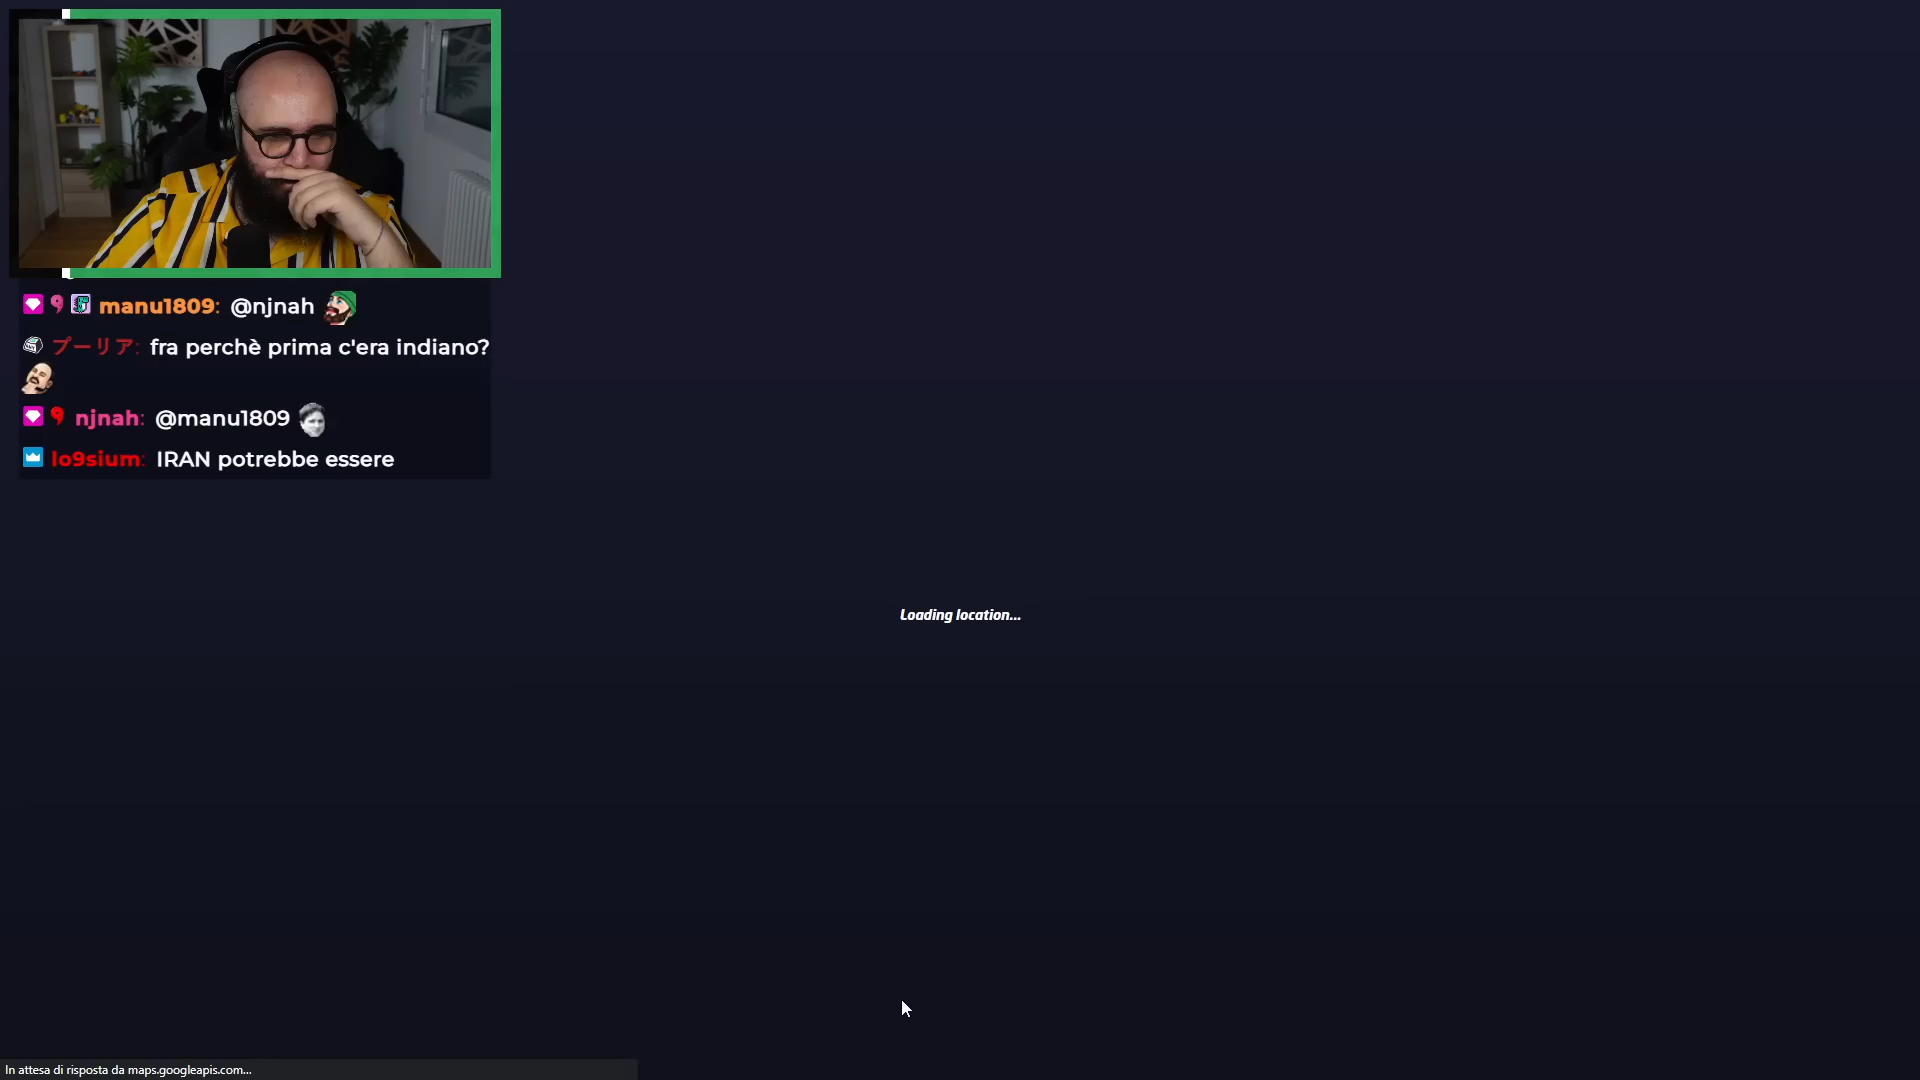 manu1809: @njnah
プーリア: fra perchè prima c'era indiano?
njnah: @manu1809
lo9sium: IRAN potrebbe essere
Loading location...
In attesa di risposta da maps.googleapis.com...